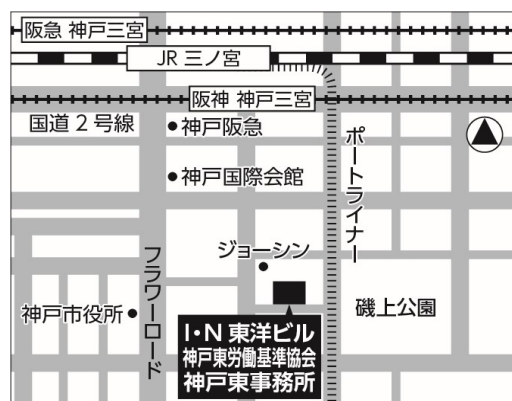 阪急 神戸三宮
JR 三ノ宮
阪神 神戸三宮
国道2号線
神戸阪急
神戸国際会館
ポートライナー
ジョーシン
フラワーロード
神戸市役所
磯上公園
I・N 東洋ビル
神戸東労働基準協会
神戸東事務所